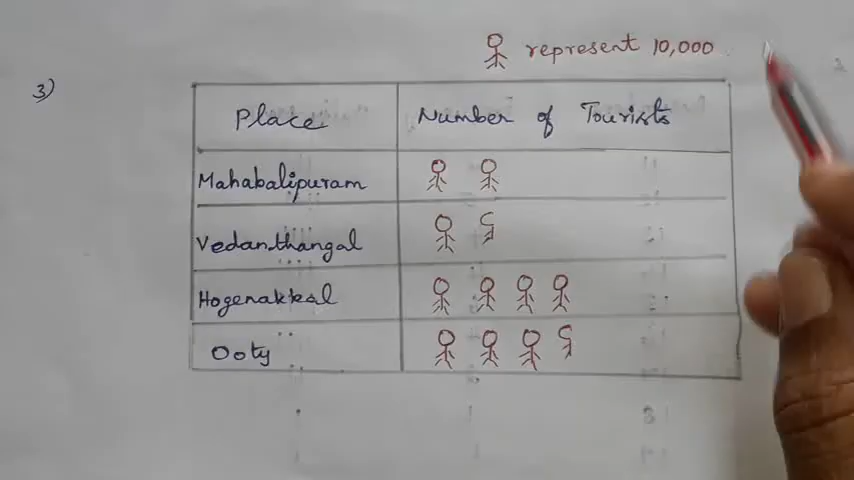 represent 10,000
3)
Place Number of Tourists
Mahabalipuram
Vedanthangal
Hogenakkal
Ooty